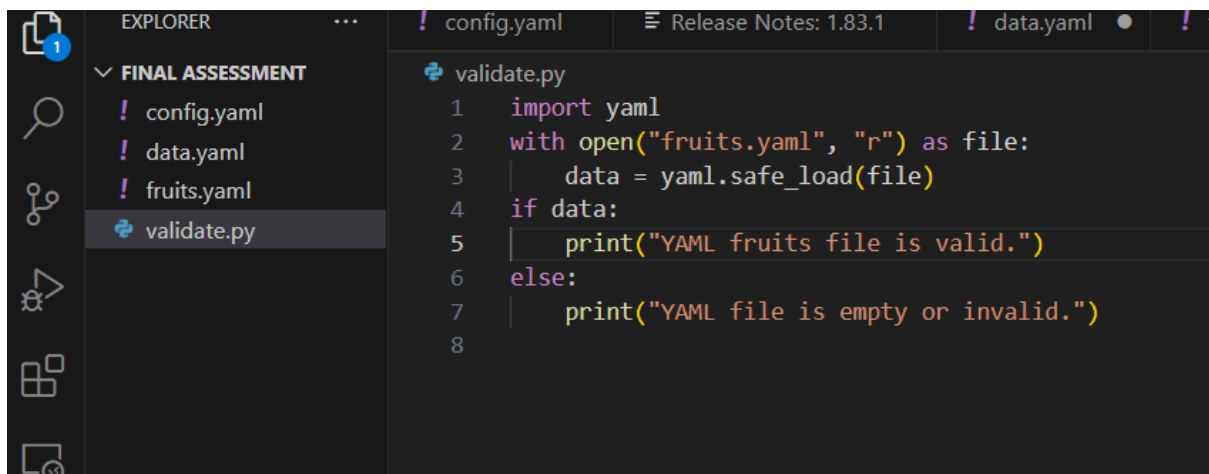 EXPLORER ...
1
FINAL ASSESSMENT
! config.yaml
! data.yaml
! fruits.yaml
validate.py
! config.yaml Release Notes: 1.83.1 ! data.yaml ● !
validate.py
1 import yaml
2 with open("fruits.yaml", "r") as file:
3     data = yaml.safe_load(file)
4 if data:
5     print("YAML fruits file is valid.")
6 else:
7     print("YAML file is empty or invalid.")
8